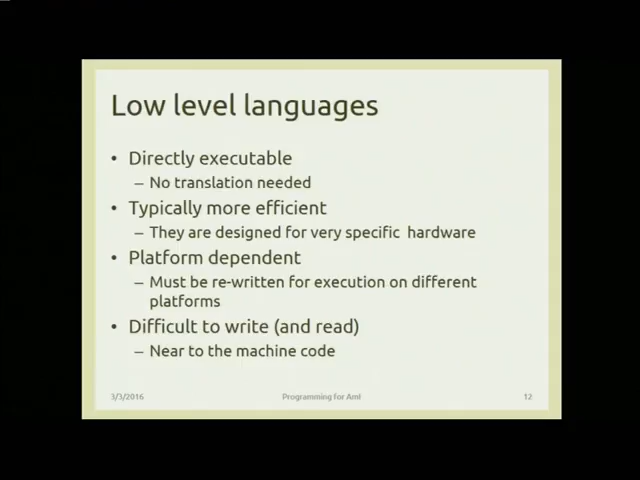 Low level languages
• Directly executable
– No translation needed
• Typically more efficient
– They are designed for very specific hardware
• Platform dependent
– Must be re-written for execution on different
platforms
• Difficult to write (and read)
– Near to the machine code
3/3/2016 Programming for AmI 12